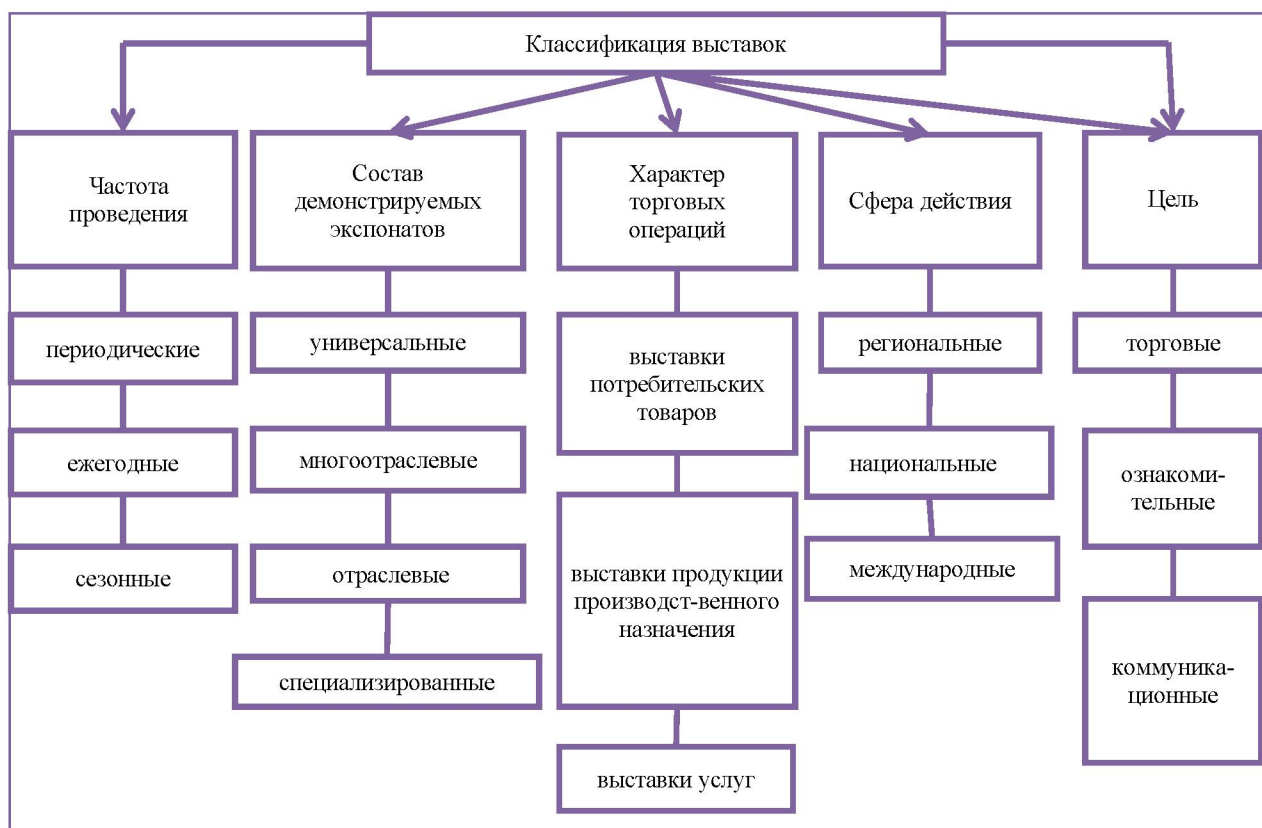 Классификация выставок
Частота
проведения
периодические
ежегодные
сезонные
Состав
демонстрируемых
экспонатов
универсальные
многоотраслевые
отраслевые
специализированные
Характер
торговых
операций
выставки
потребительских
товаров
выставки продукции
производст-венного
назначения
выставки услуг
Сфера действия
региональные
национальные
международные
Цель
торговые
ознакоми-
тельные
коммуника-
ционные